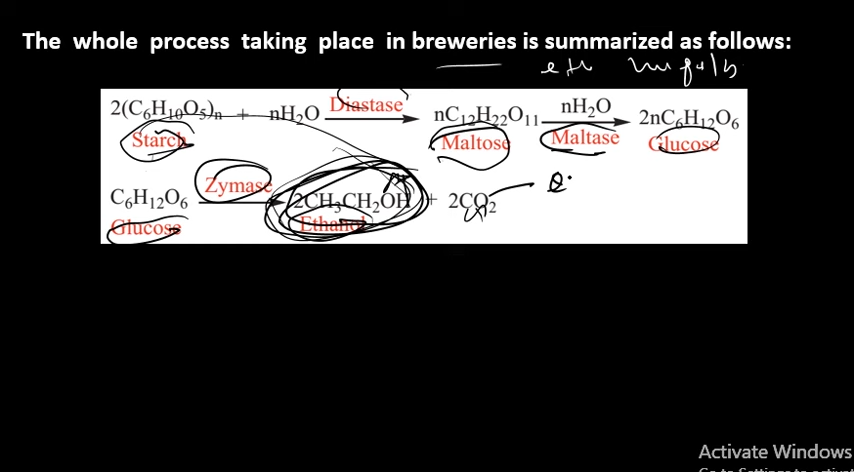 The whole process taking place in breweries is summarized as follows:
2(C₆H₁₀O₅)ₙ + nH₂O Diastase nC₁₂H₂₂O₁₁ nH₂O Maltase 2nC₆H₁₂O₆
Starch Maltose Glucose
C₆H₁₂O₆ Zymase 2CH₃CH₂OH + 2CO₂
Glucose Ethanol
Activate Windows